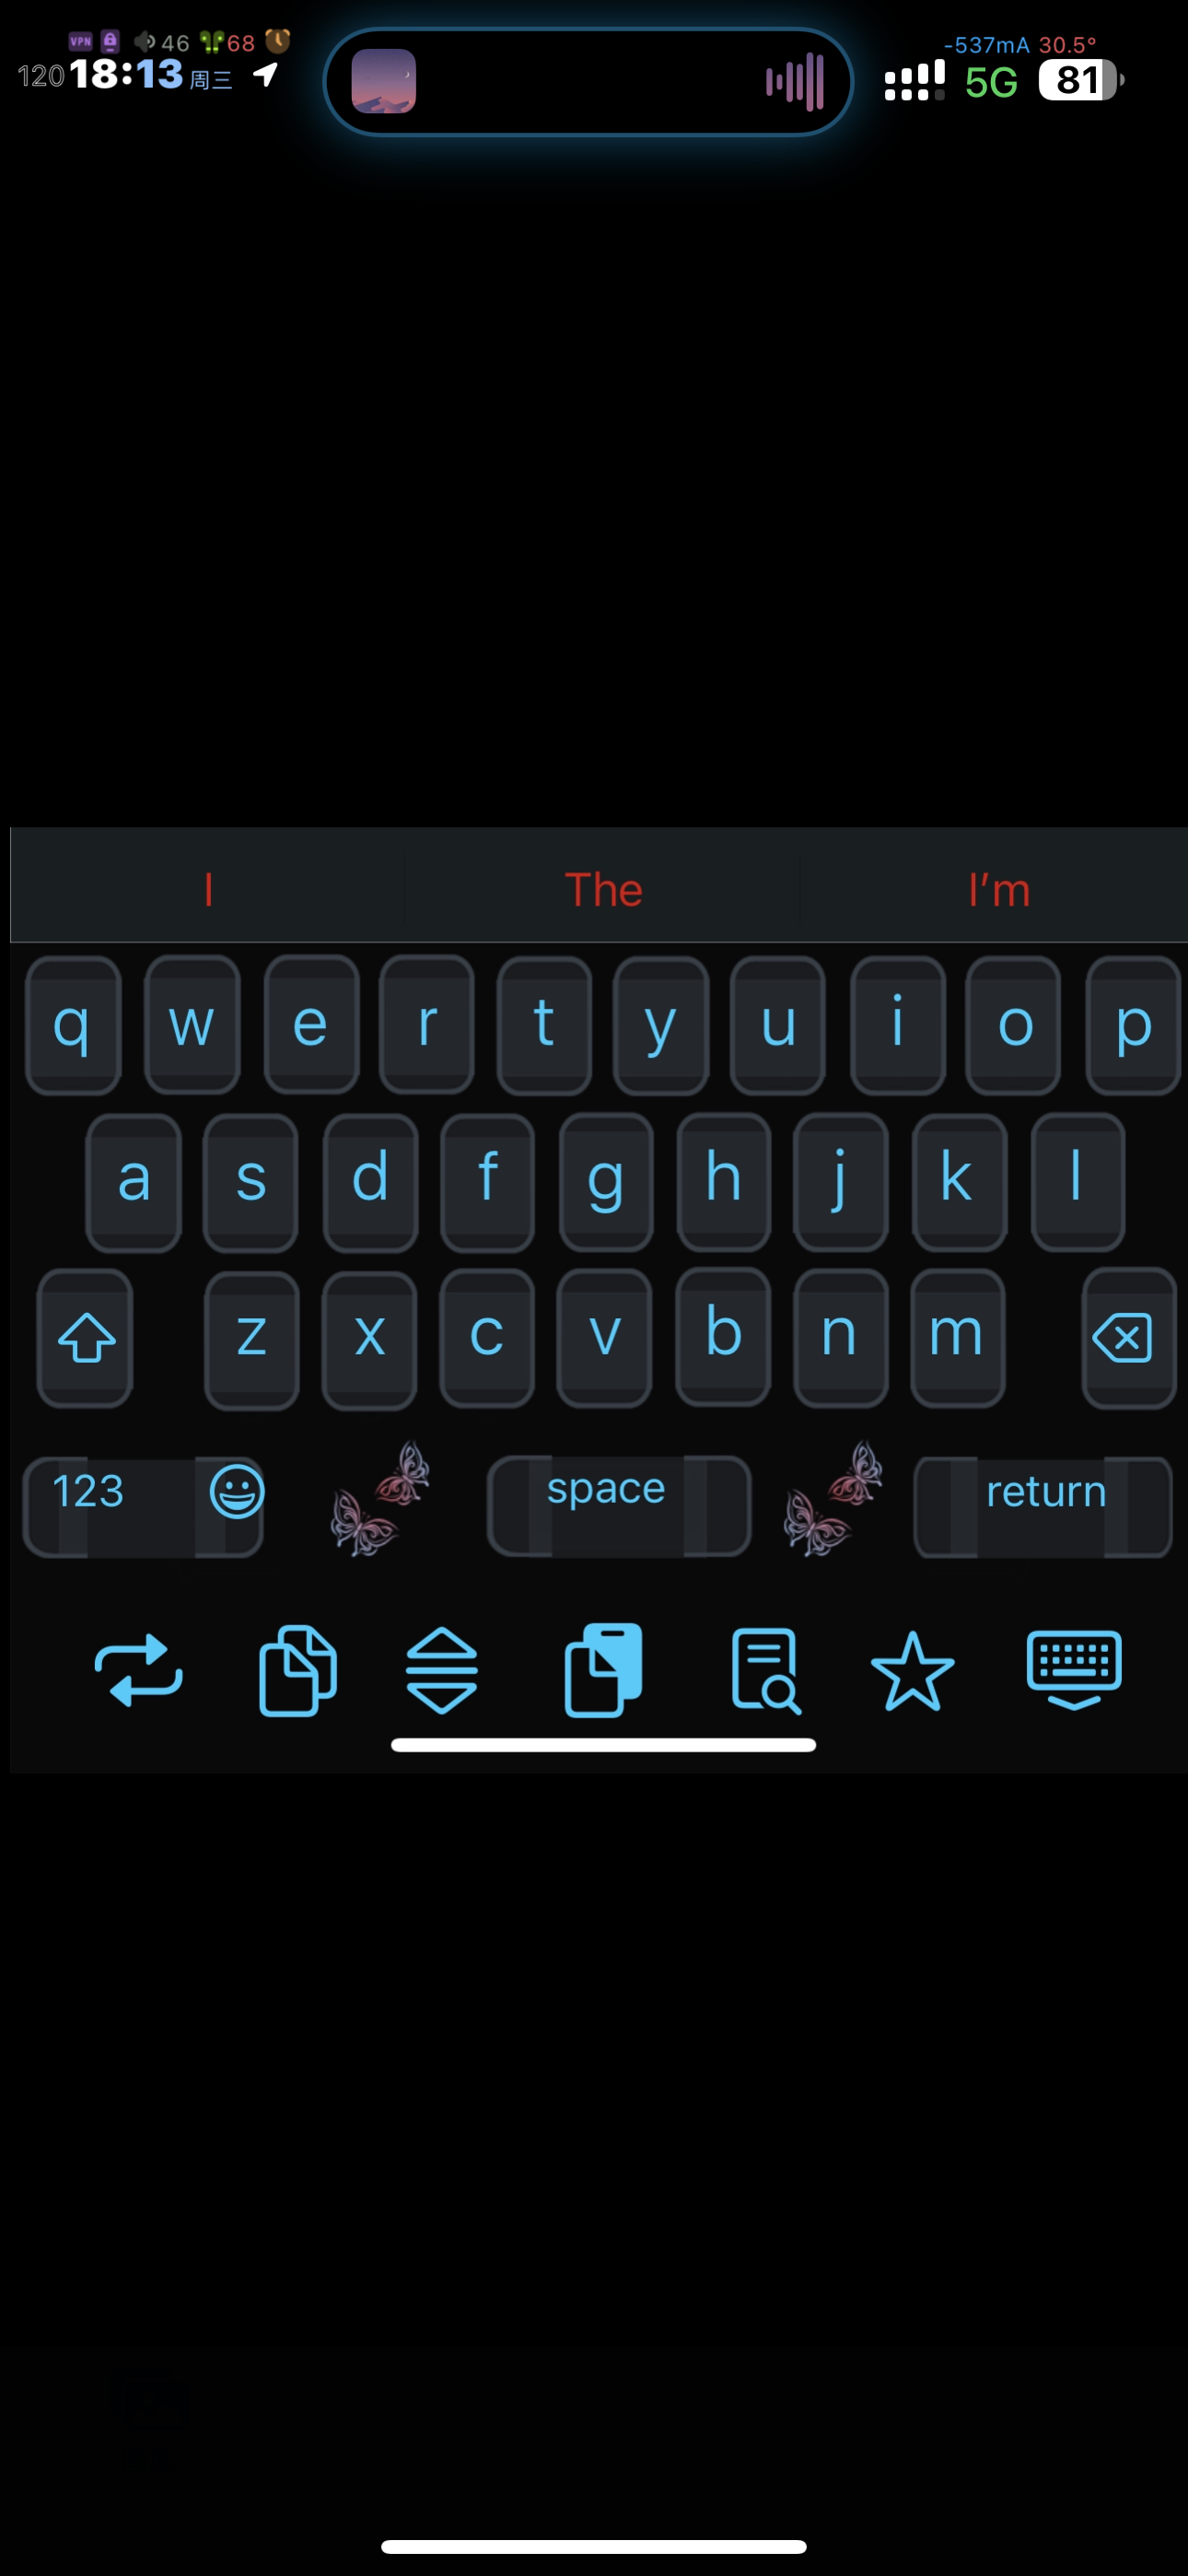 VPN 46 68
-537mA 30.5°
120 18:13 周三
5G 81
I The I'm
q w e r t y u i o p
a s d f g h j k l
z x c v b n m
123 space return